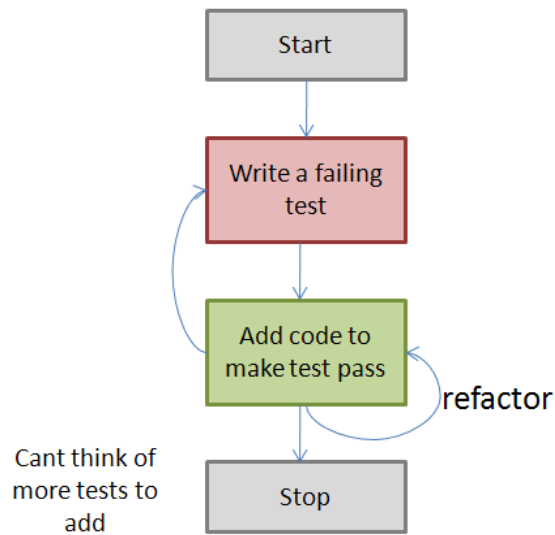 Start
Write a failing
test
Add code to
make test pass
refactor
Cant think of
more tests to
add
Stop